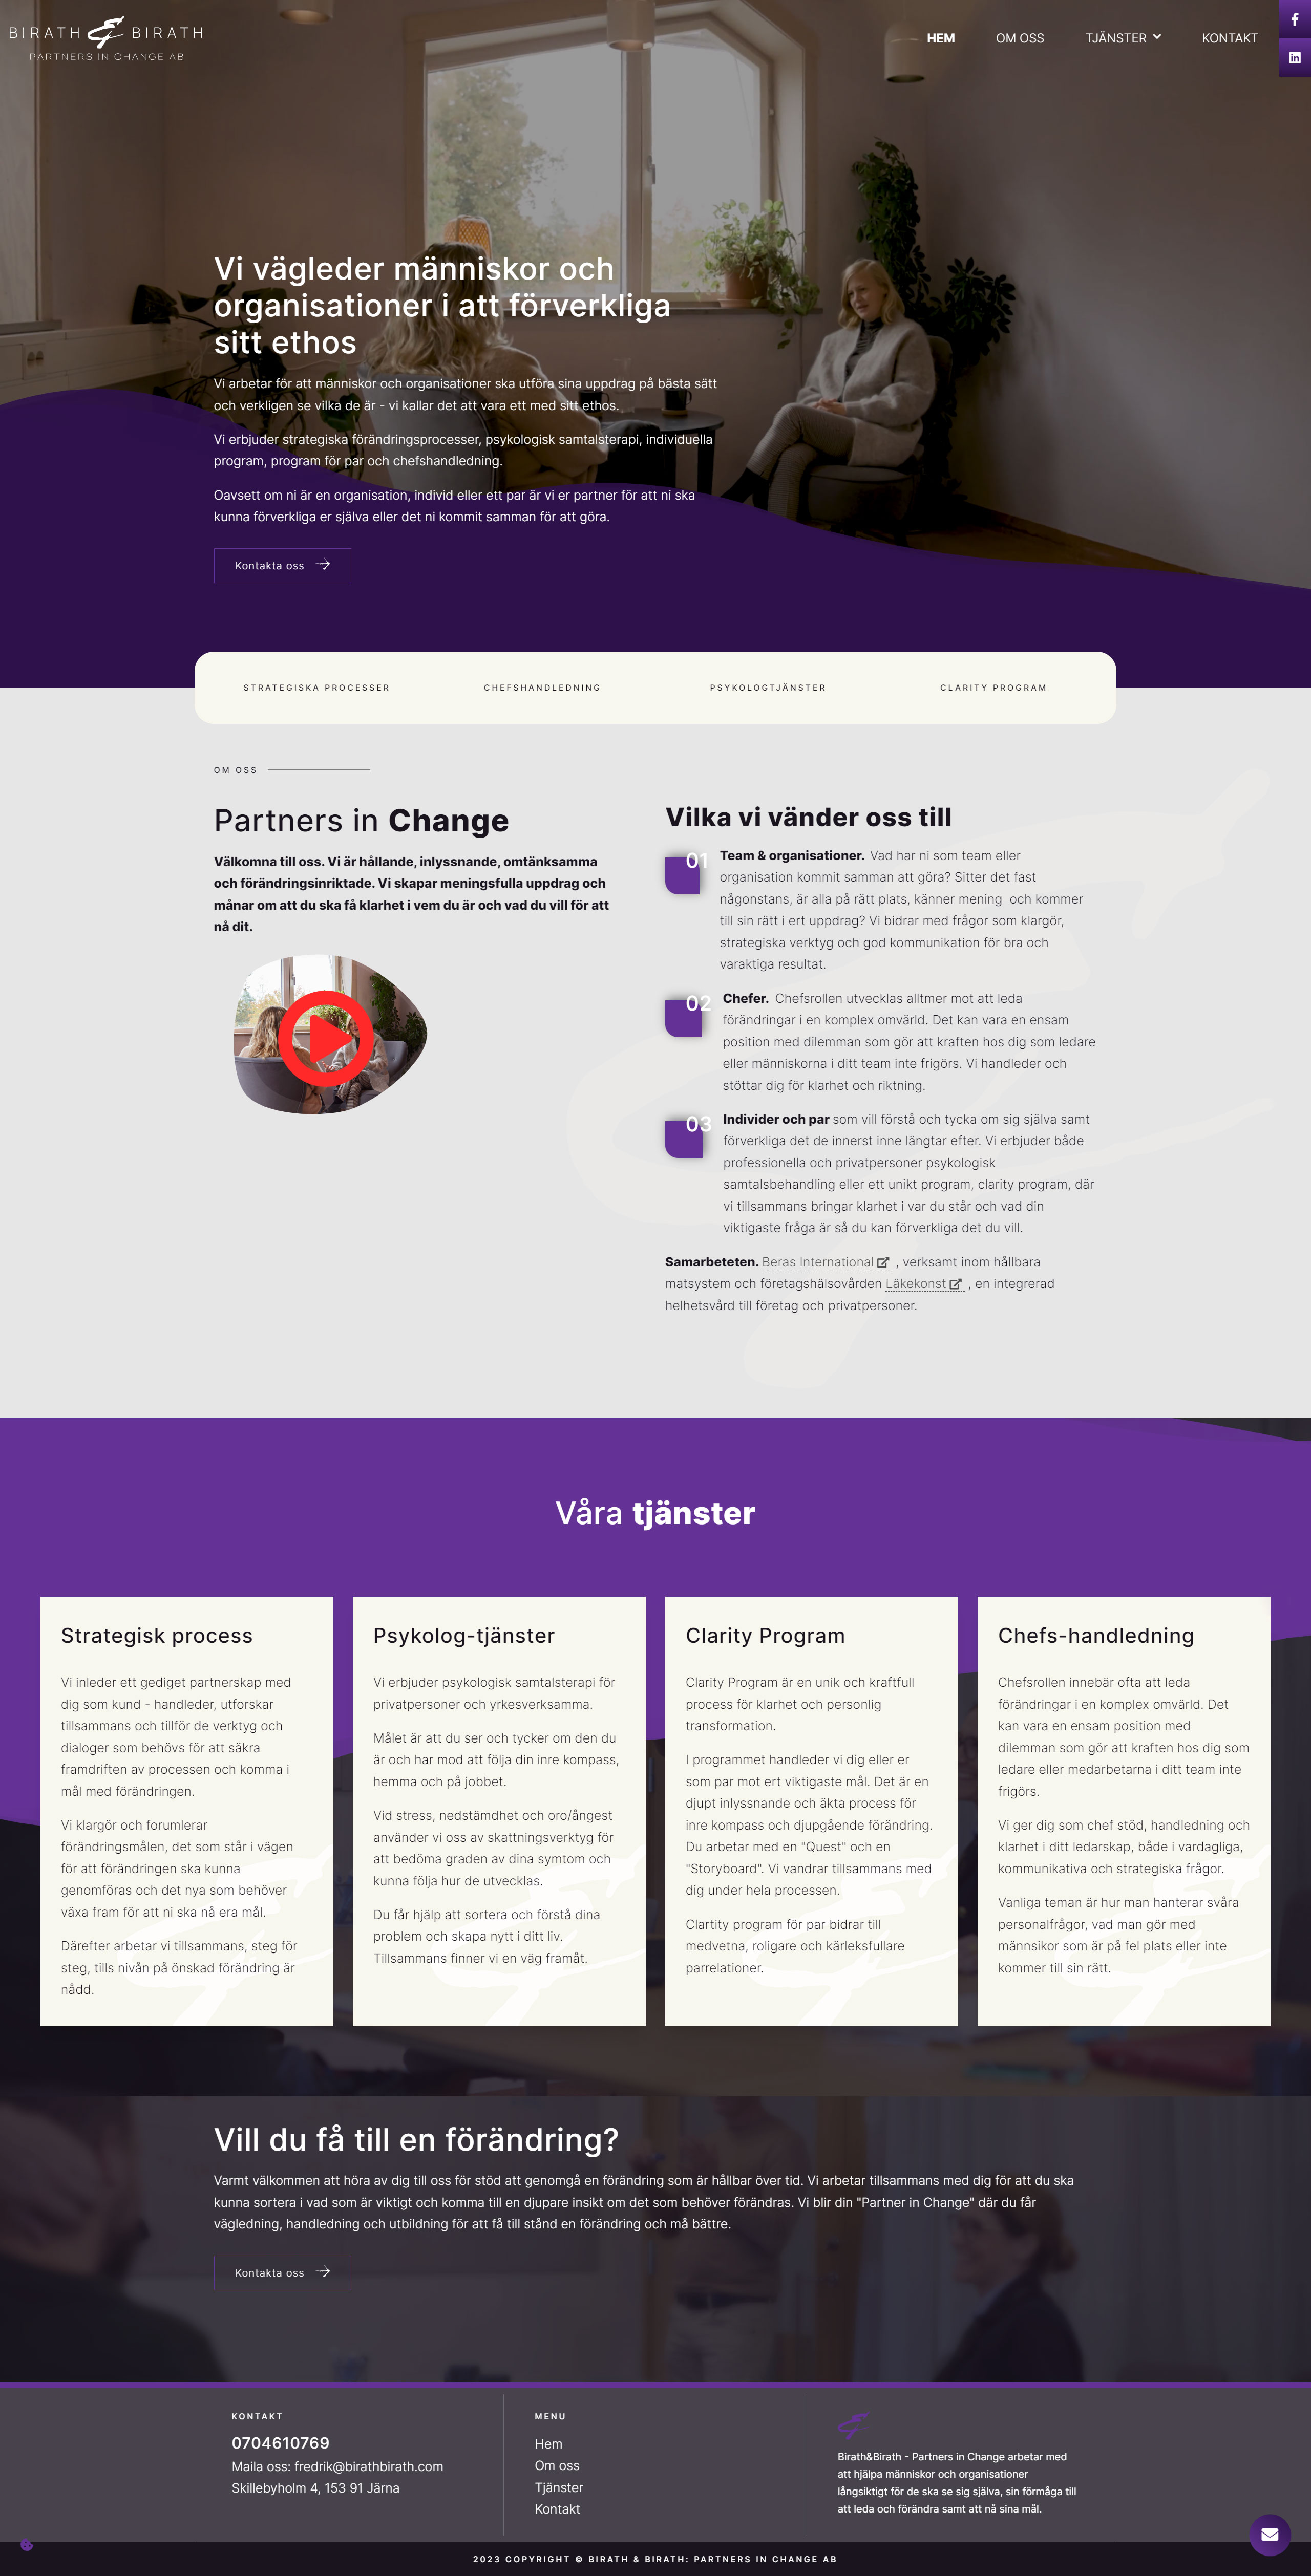 BIRATH BIRATH
PARTNERS IN CHANGE AB
HEM OM OSS TJÄNSTER KONTAKT
Vi vägleder människor och
organisationer i att förverkliga
sitt ethos
Vi arbetar för att människor och organisationer ska utföra sina uppdrag på bästa sätt
och verkligen se vilka de är - vi kallar det att vara ett med sitt ethos.
Vi erbjuder strategiska förändringsprocesser, psykologisk samtalsterapi, individuella
program, program för par och chefshandledning.
Oavsett om ni är en organisation, individ eller ett par är vi er partner för att ni ska
kunna förverkliga er själva eller det ni kommit samman för att göra.
Kontakta oss
STRATEGISKA PROCESSER CHEFSHANDLEDNING PSYKOLOGTJÄNSTER CLARITY PROGRAM
OM OSS
Partners in Change
Välkomna till oss. Vi är hållande, inlyssnande, omtänksamma
och förändringsinriktade. Vi skapar meningsfulla uppdrag och
månar om att du ska få klarhet i vem du är och vad du vill för att
nå dit.
Vilka vi vänder oss till
01
Team & organisationer. Vad har ni som team eller
organisation kommit samman att göra? Sitter det fast
någonstans, är alla på rätt plats, känner mening och kommer
till sin rätt i ert uppdrag? Vi bidrar med frågor som klargör,
strategiska verktyg och god kommunikation för bra och
varaktiga resultat.
02
Chefer. Chefsrollen utvecklas alltmer mot att leda
förändringar i en komplex omvärld. Det kan vara en ensam
position med dilemman som gör att kraften hos dig som ledare
eller människorna i ditt team inte frigörs. Vi handleder och
stöttar dig för klarhet och riktning.
03
Individer och par som vill förstå och tycka om sig själva samt
förverkliga det de innerst inne längtar efter. Vi erbjuder både
professionella och privatpersoner psykologisk
samtalsbehandling eller ett unikt program, clarity program, där
vi tillsammans bringar klarhet i var du står och vad din
viktigaste fråga är så du kan förverkliga det du vill.
Samarbeteten. Beras International , verksamt inom hållbara
matsystem och företagshälsovården Läkekonst , en integrerad
helhetsvård till företag och privatpersoner.
Våra tjänster
Strategisk process
Vi inleder ett gediget partnerskap med
dig som kund - handleder, utforskar
tillsammans och tillför de verktyg och
dialoger som behövs för att säkra
framdriften av processen och komma i
mål med förändringen.
Vi klargör och forumlerar
förändringsmålen, det som står i vägen
för att förändringen ska kunna
genomföras och det nya som behöver
växa fram för att ni ska nå era mål.
Därefter arbetar vi tillsammans, steg för
steg, tills nivån på önskad förändring är
nådd.
Psykolog-tjänster
Vi erbjuder psykologisk samtalsterapi för
privatpersoner och yrkesverksamma.
Målet är att du ser och tycker om den du
är och har mod att följa din inre kompass,
hemma och på jobbet.
Vid stress, nedstämdhet och oro/ångest
använder vi oss av skattningsverktyg för
att bedöma graden av dina symtom och
kunna följa hur de utvecklas.
Du får hjälp att sortera och förstå dina
problem och skapa nytt i ditt liv.
Tillsammans finner vi en väg framåt.
Clarity Program
Clarity Program är en unik och kraftfull
process för klarhet och personlig
transformation.
I programmet handleder vi dig eller er
som par mot ert viktigaste mål. Det är en
djupt inlyssnande och äkta process för
inre kompass och djupgående förändring.
Du arbetar med en "Quest" och en
"Storyboard". Vi vandrar tillsammans med
dig under hela processen.
Clartity program för par bidrar till
medvetna, roligare och kärleksfullare
parrelationer.
Chefs-handledning
Chefsrollen innebär ofta att leda
förändringar i en komplex omvärld. Det
kan vara en ensam position med
dilemman som gör att kraften hos dig som
ledare eller medarbetarna i ditt team inte
frigörs.
Vi ger dig som chef stöd, handledning och
klarhet i ditt ledarskap, både i vardagliga,
kommunikativa och strategiska frågor.
Vanliga teman är hur man hanterar svåra
personalfrågor, vad man gör med
männsikor som är på fel plats eller inte
kommer till sin rätt.
Vill du få till en förändring?
Varmt välkommen att höra av dig till oss för stöd att genomgå en förändring som är hållbar över tid. Vi arbetar tillsammans med dig för att du ska
kunna sortera i vad som är viktigt och komma till en djupare insikt om det som behöver förändras. Vi blir din "Partner in Change" där du får
vägledning, handledning och utbildning för att få till stånd en förändring och må bättre.
Kontakta oss
KONTAKT
0704610769
Maila oss: fredrik@birathbirath.com
Skillebyholm 4, 153 91 Järna
MENU
Hem
Om oss
Tjänster
Kontakt
Birath&Birath - Partners in Change arbetar med
att hjälpa människor och organisationer
långsiktigt för de ska se sig själva, sin förmåga till
att leda och förändra samt att nå sina mål.
2023 COPYRIGHT © BIRATH & BIRATH: PARTNERS IN CHANGE AB